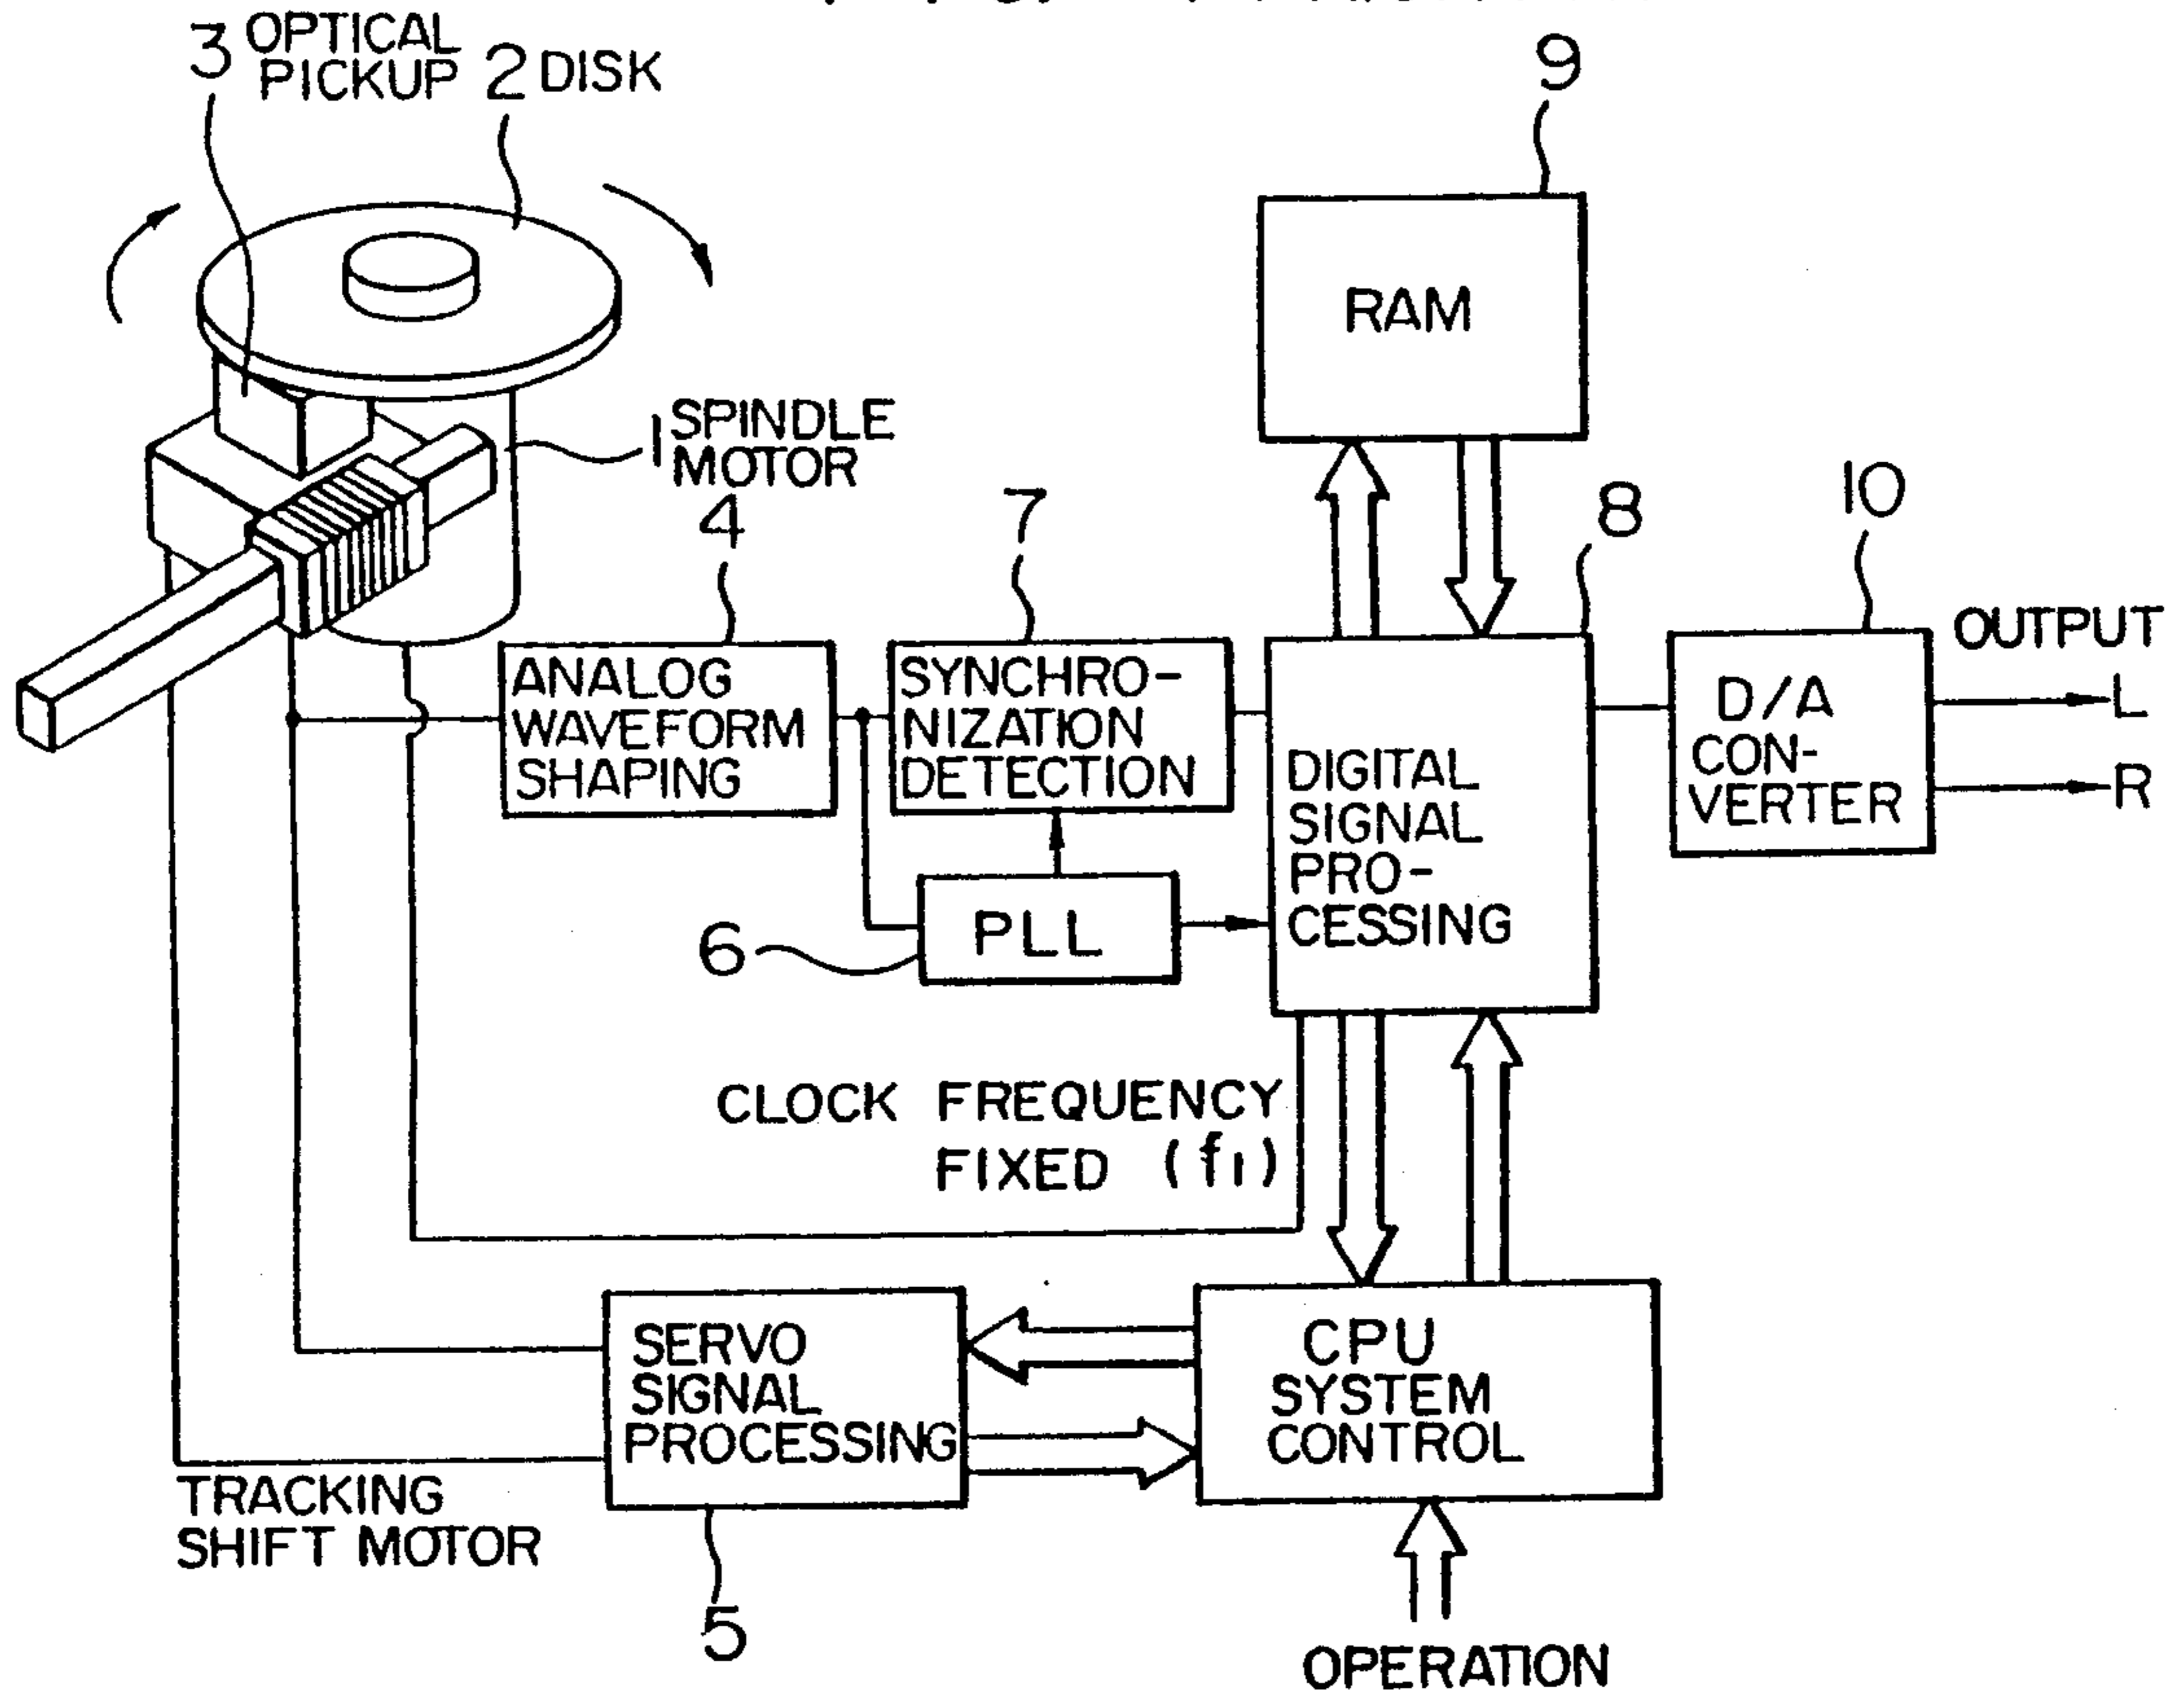 3 OPTICAL
PICKUP
2 DISK
9
RAM
1 SPINDLE
MOTOR
4
7
8
10
OUTPUT
ANALOG
WAVEFORM
SHAPING
SYNCHRO-
NIZATION
DETECTION
DIGITAL
SIGNAL
PRO-
CESSING
D/A
CON-
VERTER
L
R
6
PLL
CLOCK FREQUENCY
FIXED (f1)
SERVO
SIGNAL
PROCESSING
CPU
SYSTEM
CONTROL
TRACKING
SHIFT MOTOR
5
OPERATION